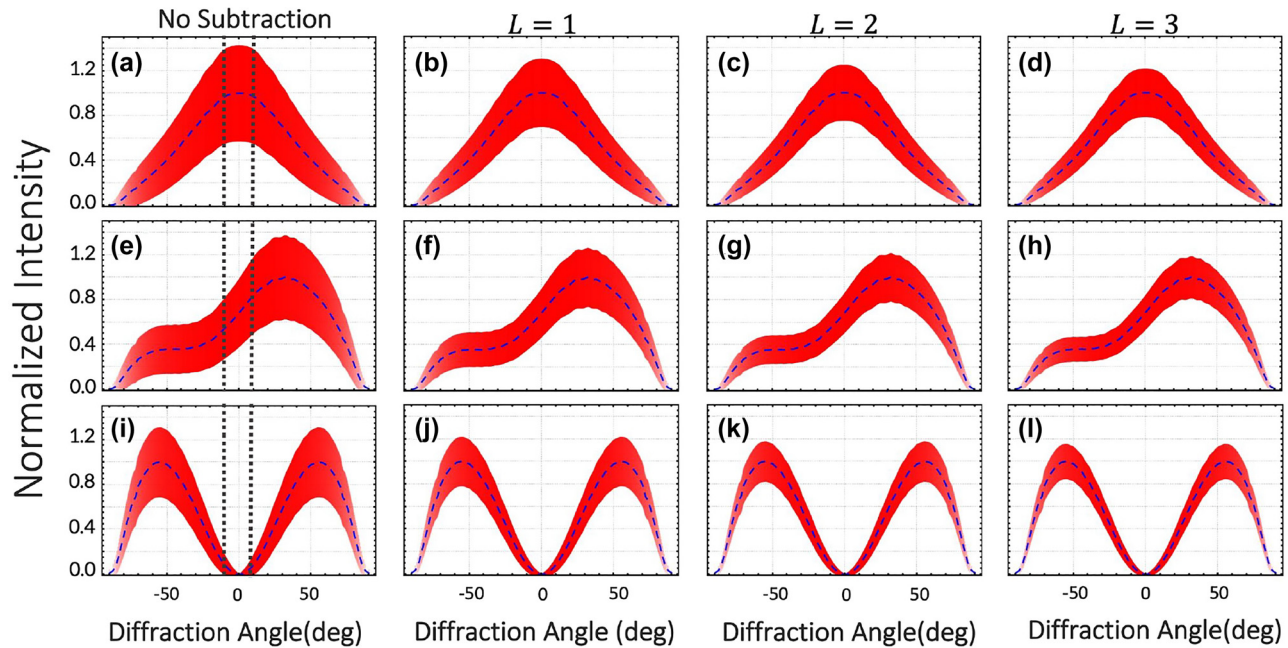 No Subtraction L = 1 L = 2 L = 3
Normalized Intensity
(a) (b) (c) (d)
1.2
0.8
0.4
0.0
(e) (f) (g) (h)
1.2
0.8
0.4
0.0
(i) (j) (k) (l)
1.2
0.8
0.4
0.0
-50 0 50 -50 0 50 -50 0 50 -50 0 50
Diffraction Angle(deg) Diffraction Angle (deg) Diffraction Angle(deg) Diffraction Angle(deg)